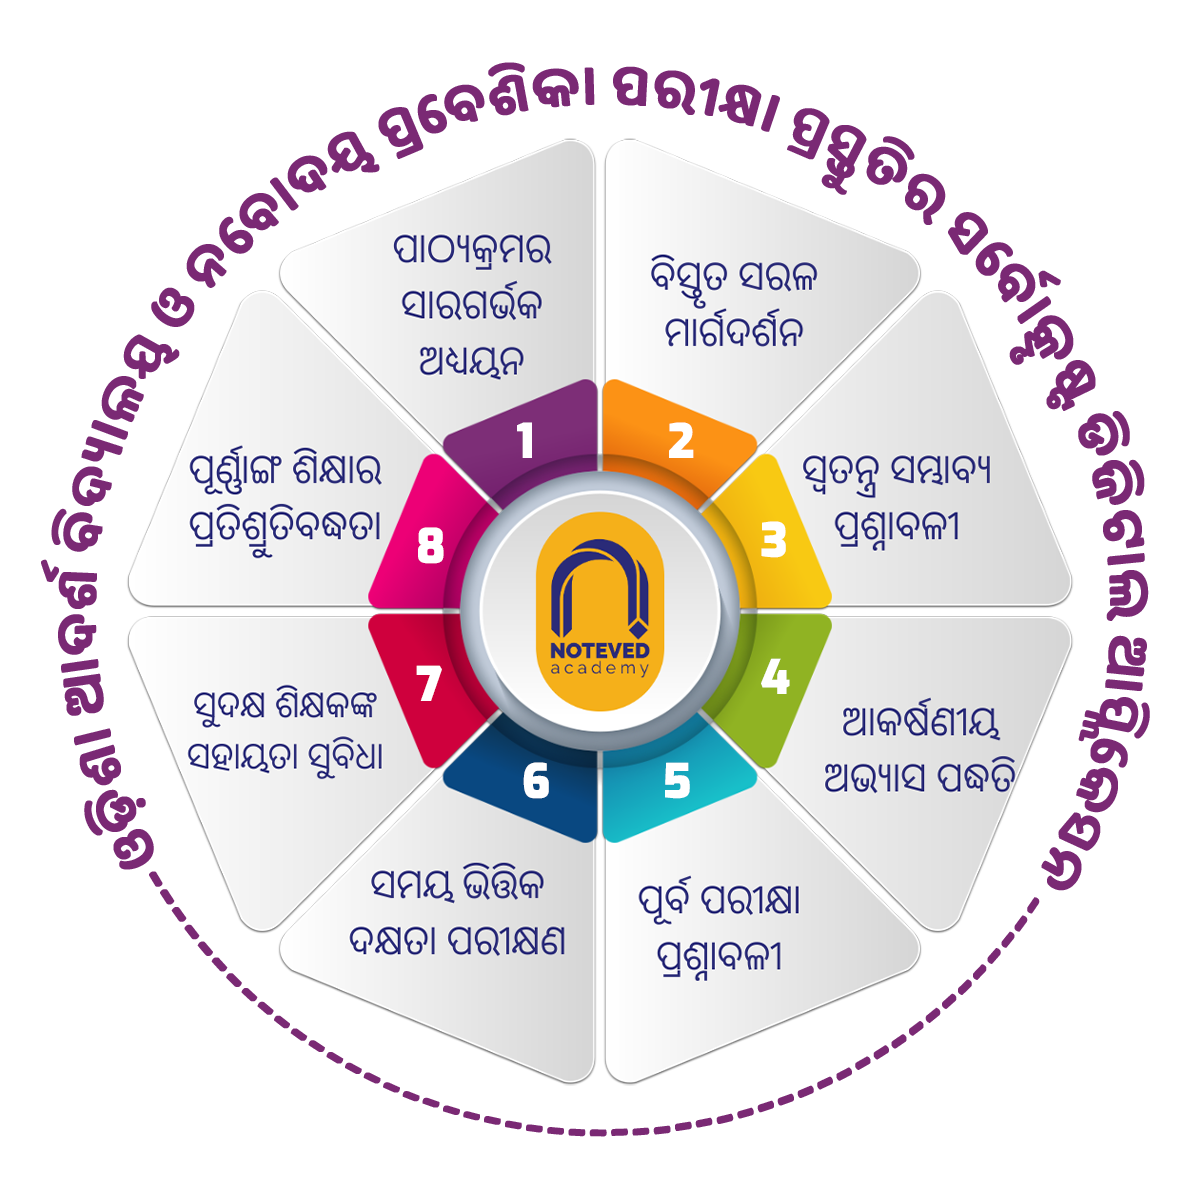 ଓଡ଼ିଶା ଆଦର୍ଶ ବିଦ୍ୟାଳୟ ଓ ନବୋଦୟ ପ୍ରବେଶିକା ପରୀକ୍ଷା ପ୍ରସ୍ତୁତିର ସର୍ବୋତ୍କୃଷ୍ଟ ଡିଜିଟାଲ ଆପ୍ଲିକେସନ
ପାଠ୍ୟକ୍ରମର
ସାରଗର୍ଭକ
ଅଧ୍ୟୟନ
1
ବିସ୍ତୃତ ସରଳ
ମାର୍ଗଦର୍ଶନ
2
ସ୍ୱତନ୍ତ୍ର ସମ୍ଭାବ୍ୟ
ପ୍ରଶ୍ନାବଳୀ
3
ଆକର୍ଷଣୀୟ
ଅଭ୍ୟାସ ପଦ୍ଧତି
4
ପୂର୍ବ ପରୀକ୍ଷା
ପ୍ରଶ୍ନାବଳୀ
5
ସମୟ ଭିତ୍ତିକ
ଦକ୍ଷତା ପରୀକ୍ଷଣ
6
ସୁଦକ୍ଷ ଶିକ୍ଷକଙ୍କ
ସହାୟତା ସୁବିଧା
7
ପୂର୍ଣ୍ଣାଙ୍ଗ ଶିକ୍ଷାର
ପ୍ରତିଶ୍ରୁତିବଦ୍ଧତା
8
NOTEVED
academy